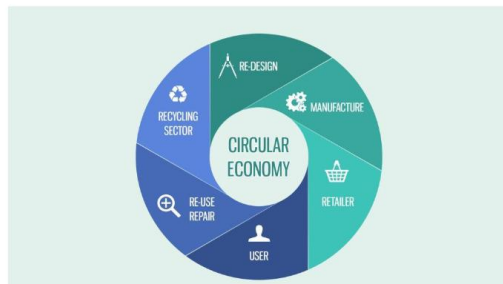 RE-DESIGN
MANUFACTURE
RETAILER
USER
RE-USE
REPAIR
RECYCLING
SECTOR
CIRCULAR
ECONOMY